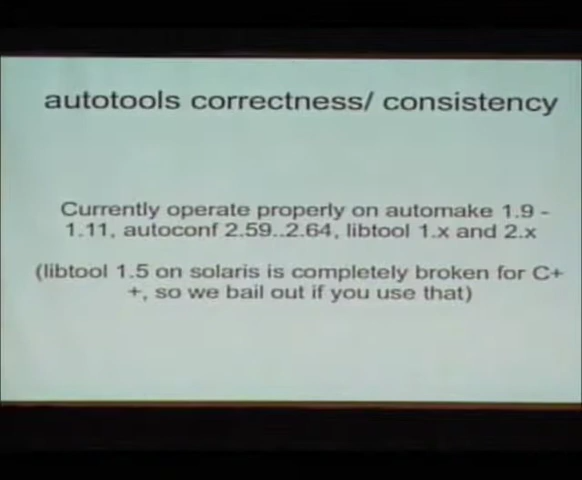 autotools correctness/ consistency
Currently operate properly on automake 1.9 -
1.11, autoconf 2.59..2.64, libtool 1.x and 2.x
(libtool 1.5 on solaris is completely broken for C+
+, so we bail out if you use that)